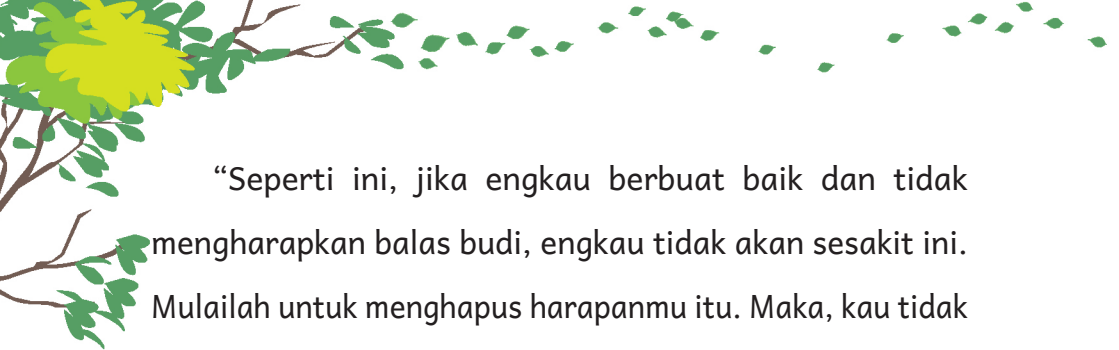 “Seperti ini, jika engkau berbuat baik dan tidak
mengharapkan balas budi, engkau tidak akan sesakit ini.
Mulailah untuk menghapus harapanmu itu. Maka, kau tidak